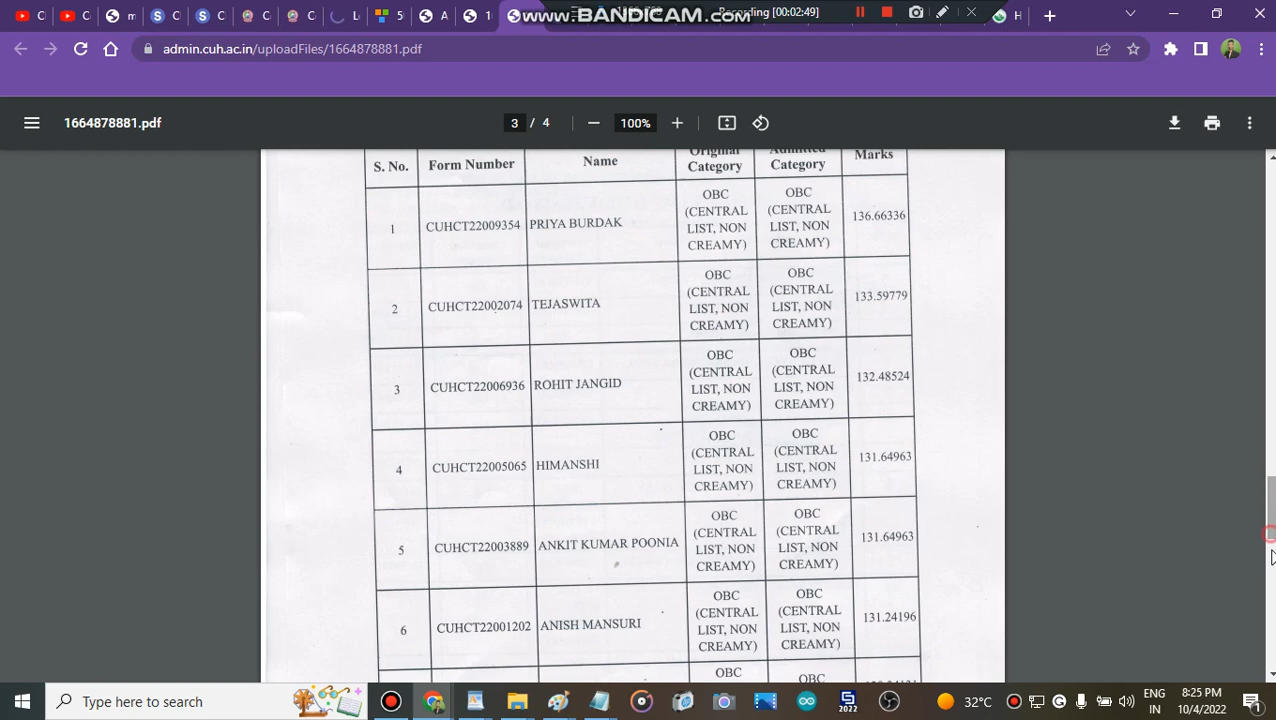 www.BANDICAM.com
Recording [00:02:49]
admin.cuh.ac.in/uploadFiles/1664878881.pdf
1664878881.pdf
3 / 4
100%
S. No. Form Number Name Original Category Admitted Category Marks
1 CUHCT22009354 PRIYA BURDAK OBC (CENTRAL LIST, NON CREAMY) OBC (CENTRAL LIST, NON CREAMY) 136.66336
2 CUHCT22002074 TEJASWITA OBC (CENTRAL LIST, NON CREAMY) OBC (CENTRAL LIST, NON CREAMY) 133.59779
3 CUHCT22006936 ROHIT JANGID OBC (CENTRAL LIST, NON CREAMY) OBC (CENTRAL LIST, NON CREAMY) 132.48524
4 CUHCT22005065 HIMANSHI OBC (CENTRAL LIST, NON CREAMY) OBC (CENTRAL LIST, NON CREAMY) 131.64963
5 CUHCT22003889 ANKIT KUMAR POONIA OBC (CENTRAL LIST, NON CREAMY) OBC (CENTRAL LIST, NON CREAMY) 131.64963
6 CUHCT22001202 ANISH MANSURI OBC (CENTRAL LIST, NON CREAMY) OBC (CENTRAL LIST, NON CREAMY) 131.24196
OBC OBC
Type here to search
2022
32°C
ENG
IN
8:25 PM
10/4/2022